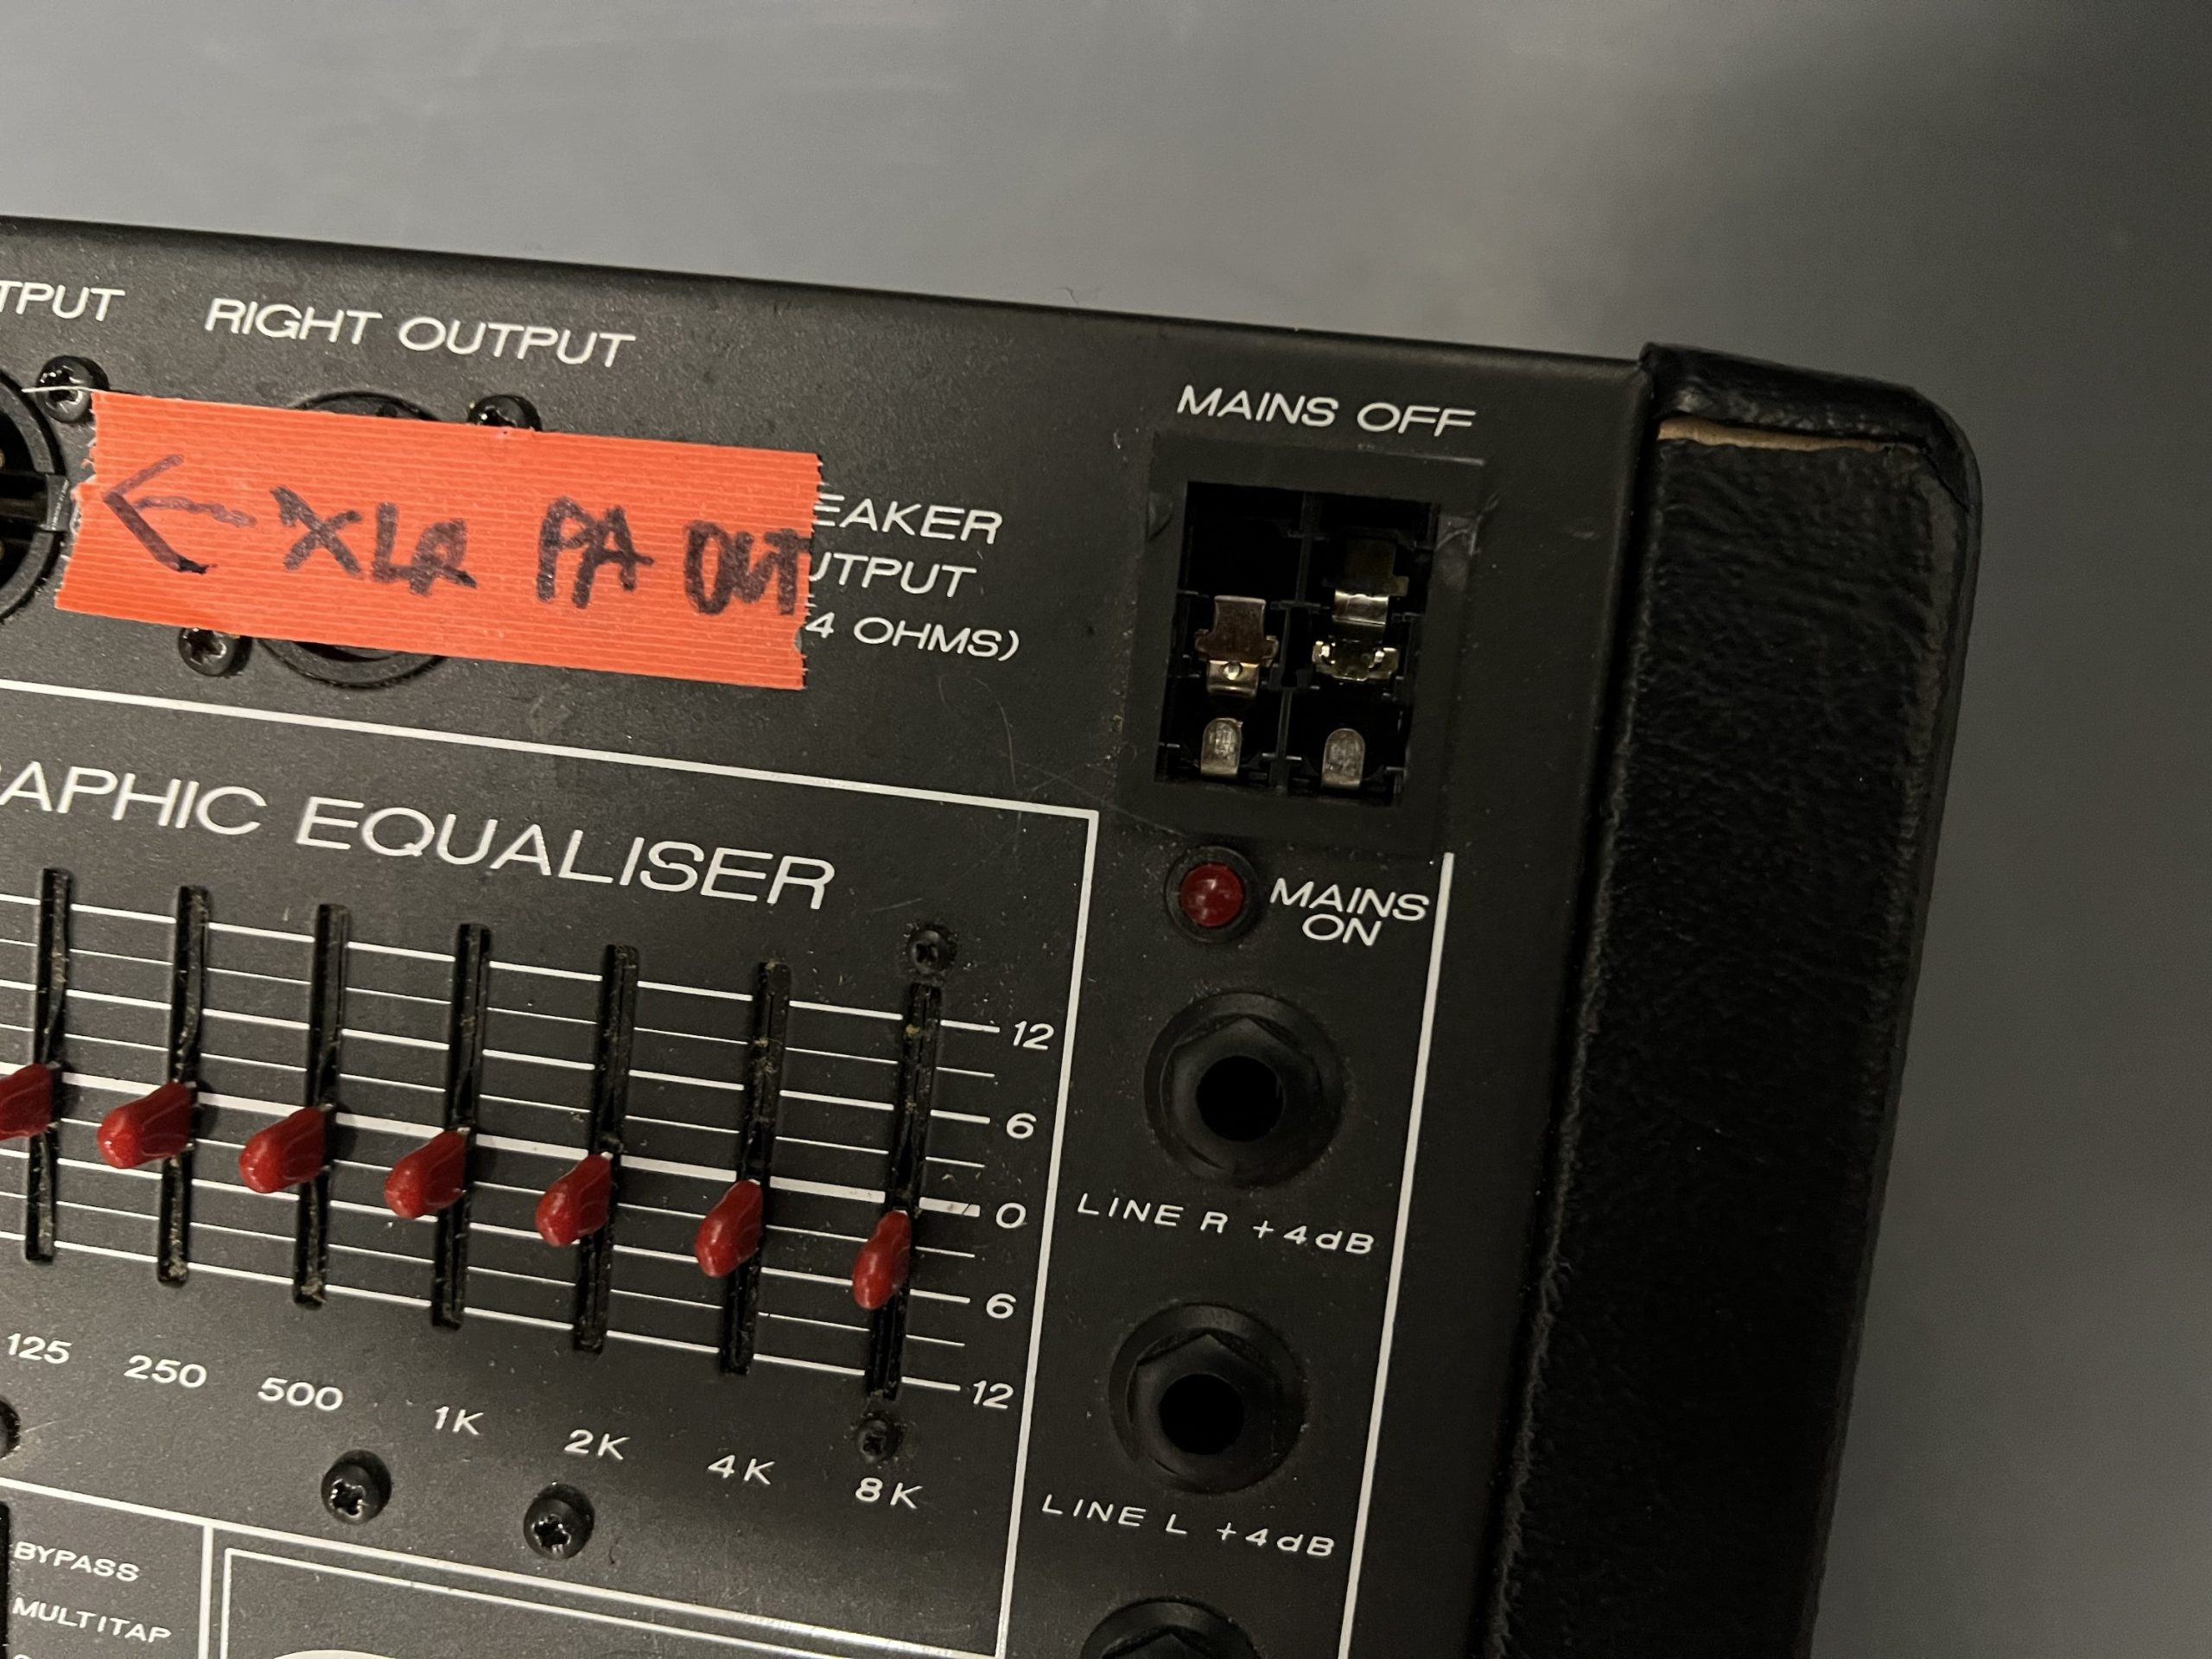 TPUT
RIGHT OUTPUT
MAINS OFF
← XLR PA OUT
EAKER
UTPUT
4 OHMS)
APHIC EQUALISER
MAINS
ON
12
6
0
6
12
LINE R +4dB
125 250 500 1K 2K 4K 8K
LINE L +4dB
BYPASS
MULTITAP